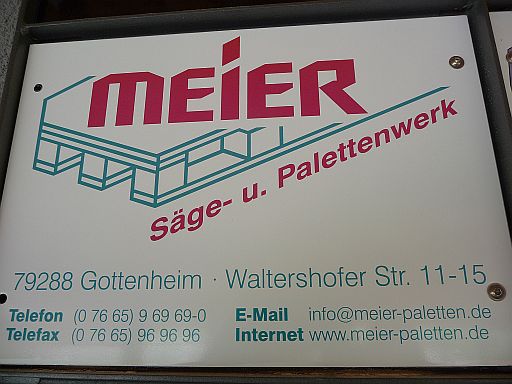 MEiER
Säge- u. Palettenwerk
79288 Gottenheim · Waltershofer Str. 11-15
Telefon (0 76 65) 9 69 69-0 E-Mail info@meier-paletten.de
Telefax (0 76 65) 96 96 96 Internet www.meier-paletten.de